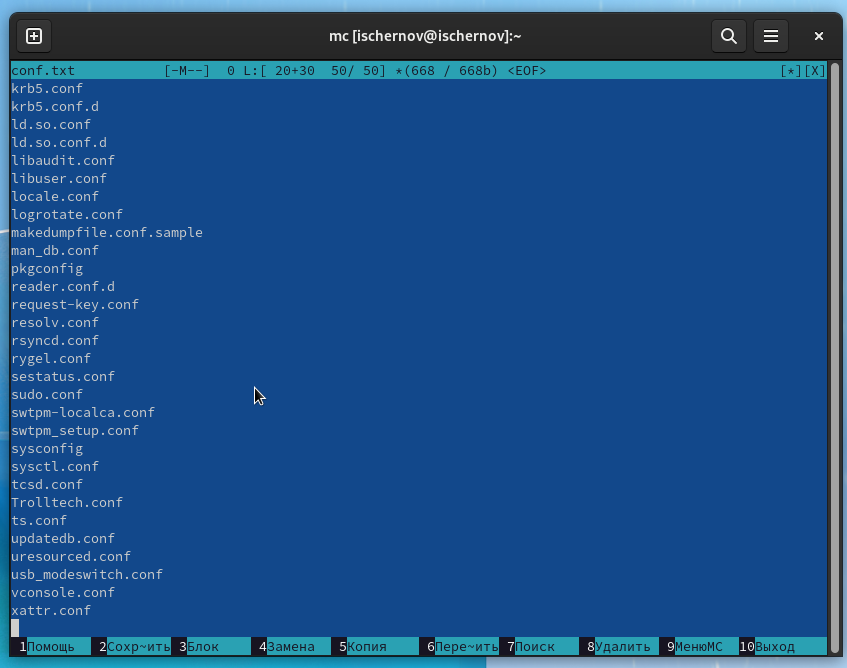 mc [ischernov@ischernov]:~
conf.txt [-M--] 0 L:[ 20+30 50/ 50] *(668 / 668b) <EOF> [*][X]
krb5.conf
krb5.conf.d
ld.so.conf
ld.so.conf.d
libaudit.conf
libuser.conf
locale.conf
logrotate.conf
makedumpfile.conf.sample
man_db.conf
pkgconfig
reader.conf.d
request-key.conf
resolv.conf
rsyncd.conf
rygel.conf
sestatus.conf
sudo.conf
swtpm-localca.conf
swtpm_setup.conf
sysconfig
sysctl.conf
tcsd.conf
Trolltech.conf
ts.conf
updatedb.conf
uresourced.conf
usb_modeswitch.conf
vconsole.conf
xattr.conf
1Помощь 2Сохр~ить 3Блок 4Замена 5Копия 6Пере~ить 7Поиск 8Удалить 9МенюMC 10Выход